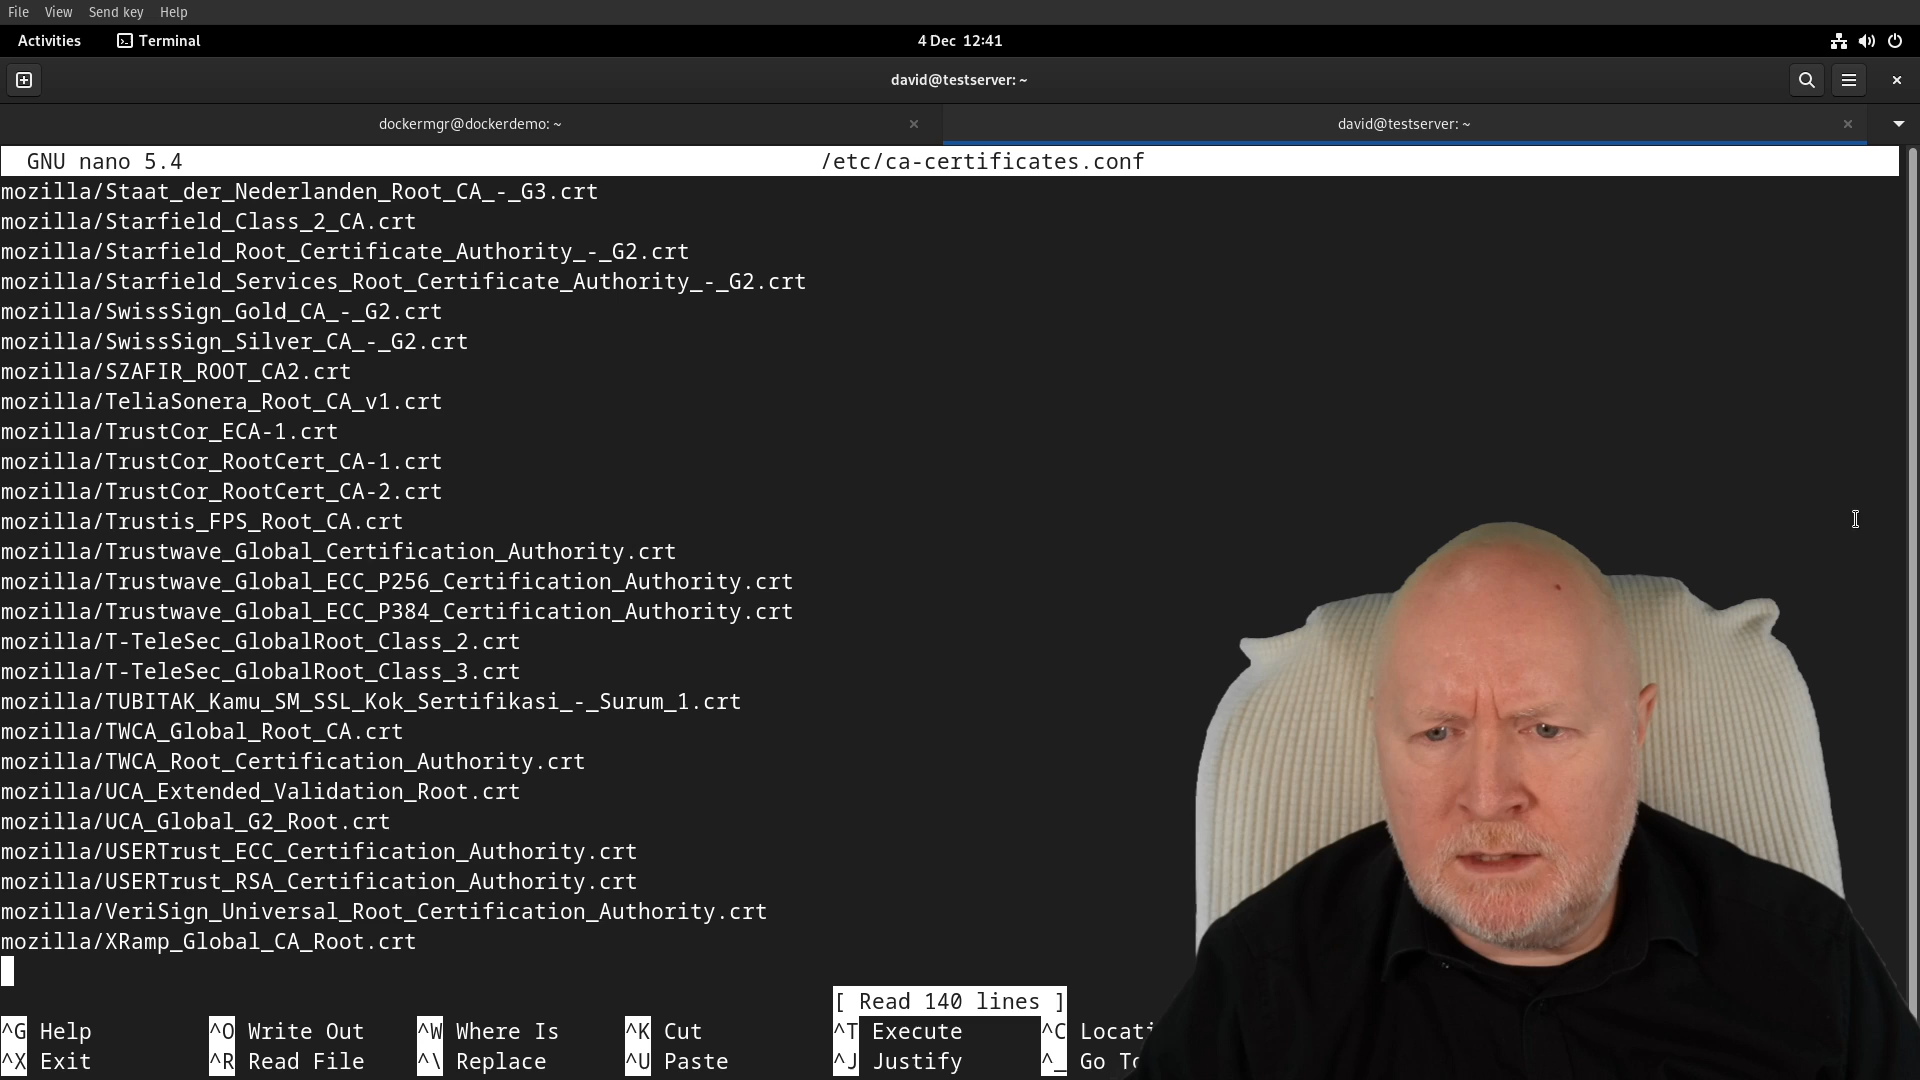 File View Send key Help
Activities Terminal 4 Dec 12:41
david@testserver: ~
dockermgr@dockerdemo: ~ david@testserver: ~
GNU nano 5.4 /etc/ca-certificates.conf
mozilla/Staat_der_Nederlanden_Root_CA_-_G3.crt
mozilla/Starfield_Class_2_CA.crt
mozilla/Starfield_Root_Certificate_Authority_-_G2.crt
mozilla/Starfield_Services_Root_Certificate_Authority_-_G2.crt
mozilla/SwissSign_Gold_CA_-_G2.crt
mozilla/SwissSign_Silver_CA_-_G2.crt
mozilla/SZAFIR_ROOT_CA2.crt
mozilla/TeliaSonera_Root_CA_v1.crt
mozilla/TrustCor_ECA-1.crt
mozilla/TrustCor_RootCert_CA-1.crt
mozilla/TrustCor_RootCert_CA-2.crt
mozilla/Trustis_FPS_Root_CA.crt
mozilla/Trustwave_Global_Certification_Authority.crt
mozilla/Trustwave_Global_ECC_P256_Certification_Authority.crt
mozilla/Trustwave_Global_ECC_P384_Certification_Authority.crt
mozilla/T-TeleSec_GlobalRoot_Class_2.crt
mozilla/T-TeleSec_GlobalRoot_Class_3.crt
mozilla/TUBITAK_Kamu_SM_SSL_Kok_Sertifikasi_-_Surum_1.crt
mozilla/TWCA_Global_Root_CA.crt
mozilla/TWCA_Root_Certification_Authority.crt
mozilla/UCA_Extended_Validation_Root.crt
mozilla/UCA_Global_G2_Root.crt
mozilla/USERTrust_ECC_Certification_Authority.crt
mozilla/USERTrust_RSA_Certification_Authority.crt
mozilla/VeriSign_Universal_Root_Certification_Authority.crt
mozilla/XRamp_Global_CA_Root.crt
[ Read 140 lines ]
^G Help ^O Write Out ^W Where Is ^K Cut ^T Execute ^C
^X Exit ^R Read File ^\ Replace ^U Paste ^J Justify ^_ Go